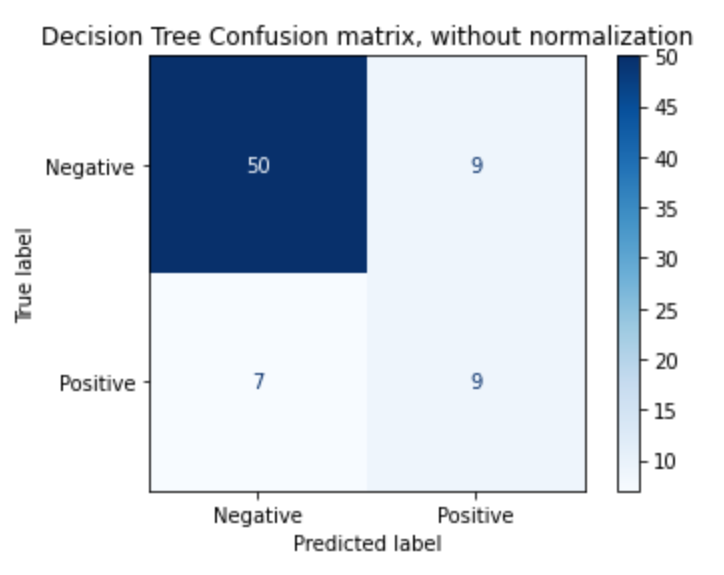 Decision Tree Confusion matrix, without normalization
Negative
Positive
True label
50
9
7
9
Negative
Positive
Predicted label
50
45
40
35
30
25
20
15
10